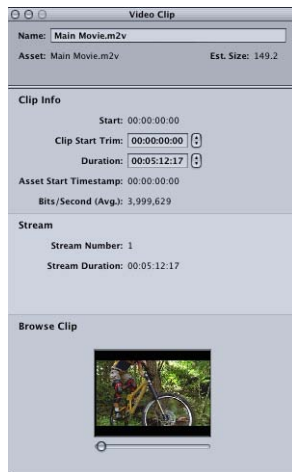 Video Clip
Name: Main Movie.m2v
Asset: Main Movie.m2v Est. Size: 149.2
Clip Info
Start: 00:00:00:00
Clip Start Trim: 00:00:00:00
Duration: 00:05:12:17
Asset Start Timestamp: 00:00:00:00
Bits/Second (Avg.): 3,999,629
Stream
Stream Number: 1
Stream Duration: 00:05:12:17
Browse Clip